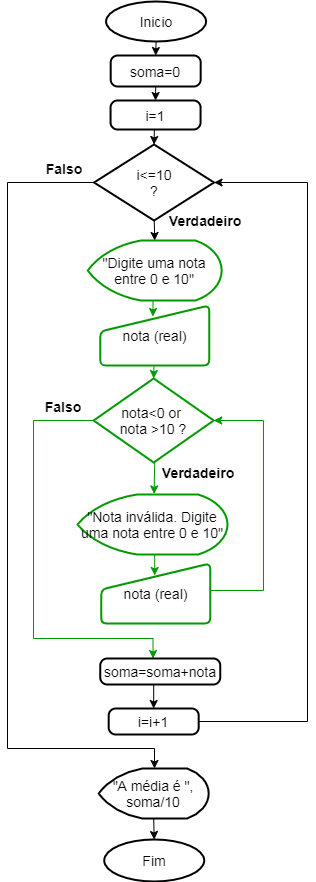 Inicio
soma=0
i=1
i<=10
?
Falso
Verdadeiro
"Digite uma nota
entre 0 e 10"
nota (real)
Falso
nota<0 or
nota >10 ?
Verdadeiro
"Nota inválida. Digite
uma nota entre 0 e 10"
nota (real)
soma=soma+nota
i=i+1
"A média é ",
soma/10
Fim